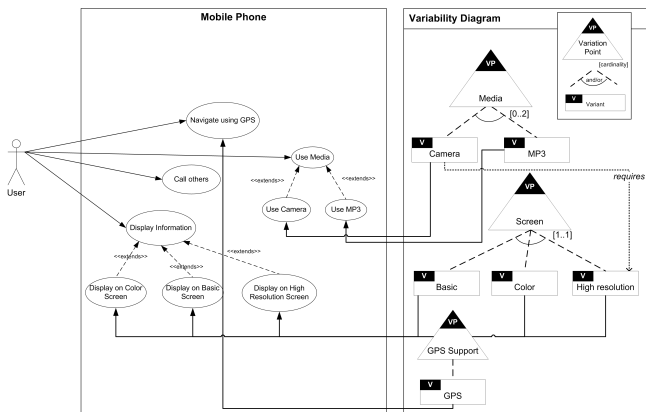 Mobile Phone
Navigate using GPS
Use Media
<<extends>>
<<extends>>
Call others
User
Use Camera
Use MP3
Display Information
<<extends>>
<<extends>>
<<extends>>
Display on Color
Screen
Display on Basic
Screen
Display on High
Resolution Screen
Variability Diagram
VP
Variation
Point
[cardinality]
and/or
V
Variant
VP
Media
[0..2]
V
Camera
V
MP3
requires
VP
Screen
[1..1]
V
Basic
V
Color
V
High resolution
VP
GPS Support
V
GPS